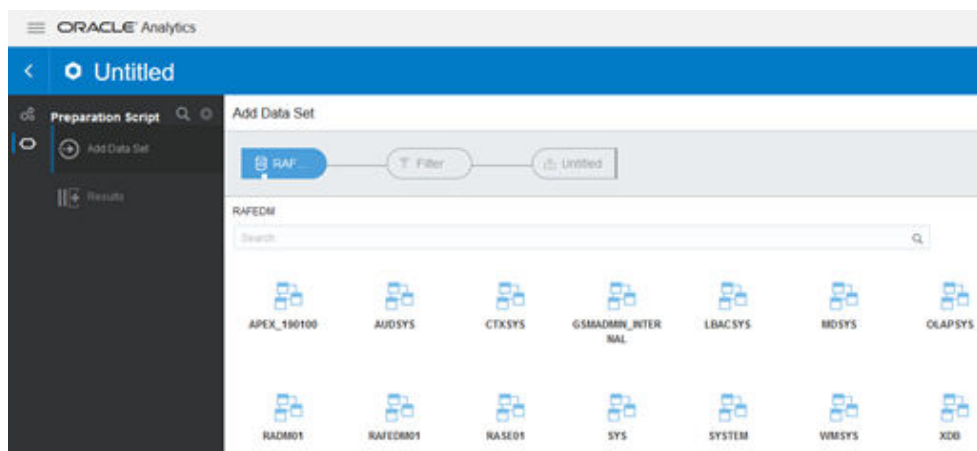 ORACLE Analytics
Untitled
Preparation Script
Add Data Set
Add Data Set
Results
RAF...
Filter
Untitled
RAFEDM
Search
APEX_190100 AUDSYS CTXSYS GSMADMIN_INTER LBACSYS MDSYS OLAPSYS
NAL
RADM01 RAFEDM01 RASE01 SYS SYSTEM WMSYS XDB